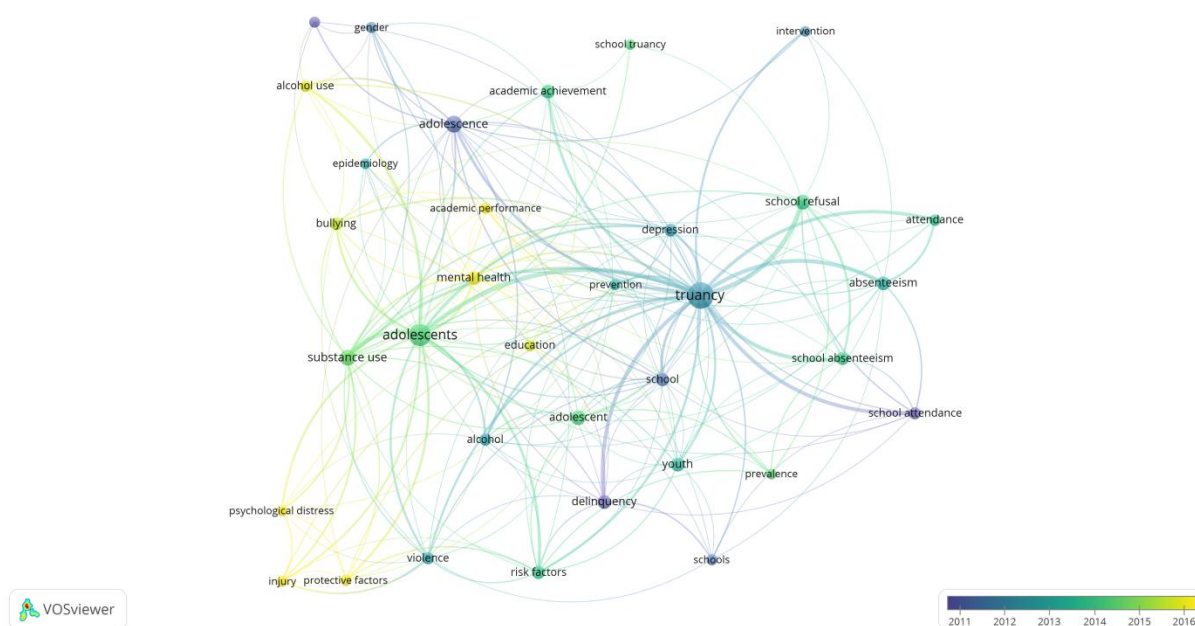 gender
intervention
school truancy
alcohol use
academic achievement
adolescence
epidemiology
school refusal
academic performance
bullying
attendance
depression
mental health
prevention
absenteeism
truancy
adolescents
education
substance use
school absenteeism
school
school attendance
adolescent
alcohol
youth
prevalence
delinquency
psychological distress
violence
schools
risk factors
injury
protective factors
VOSviewer
2011 2012 2013 2014 2015 2016